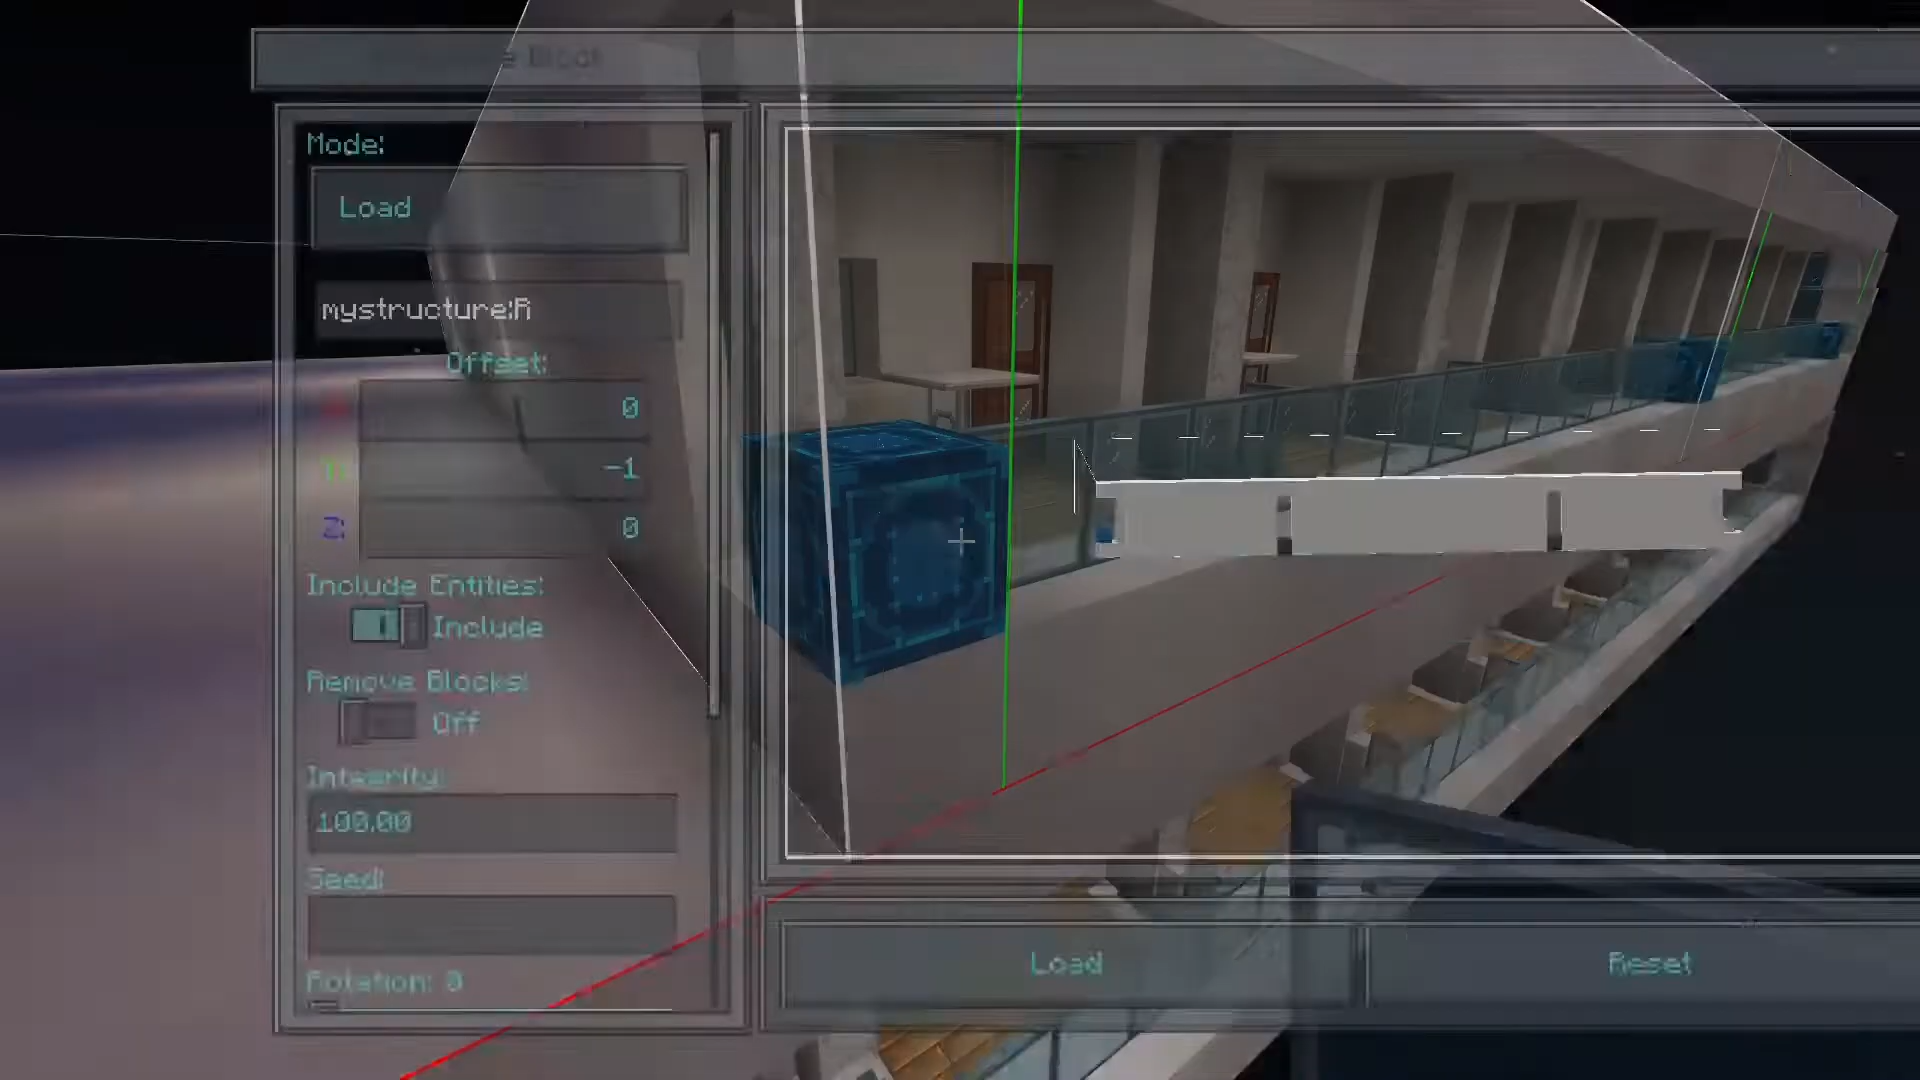 Mode:
Load
mystructure:R
Offset:
0
-1
Z:
0
Include Entities:
Include
Remove Blocks:
Off
Integrity:
100.00
Seed:
Rotation: 0
Load
Reset